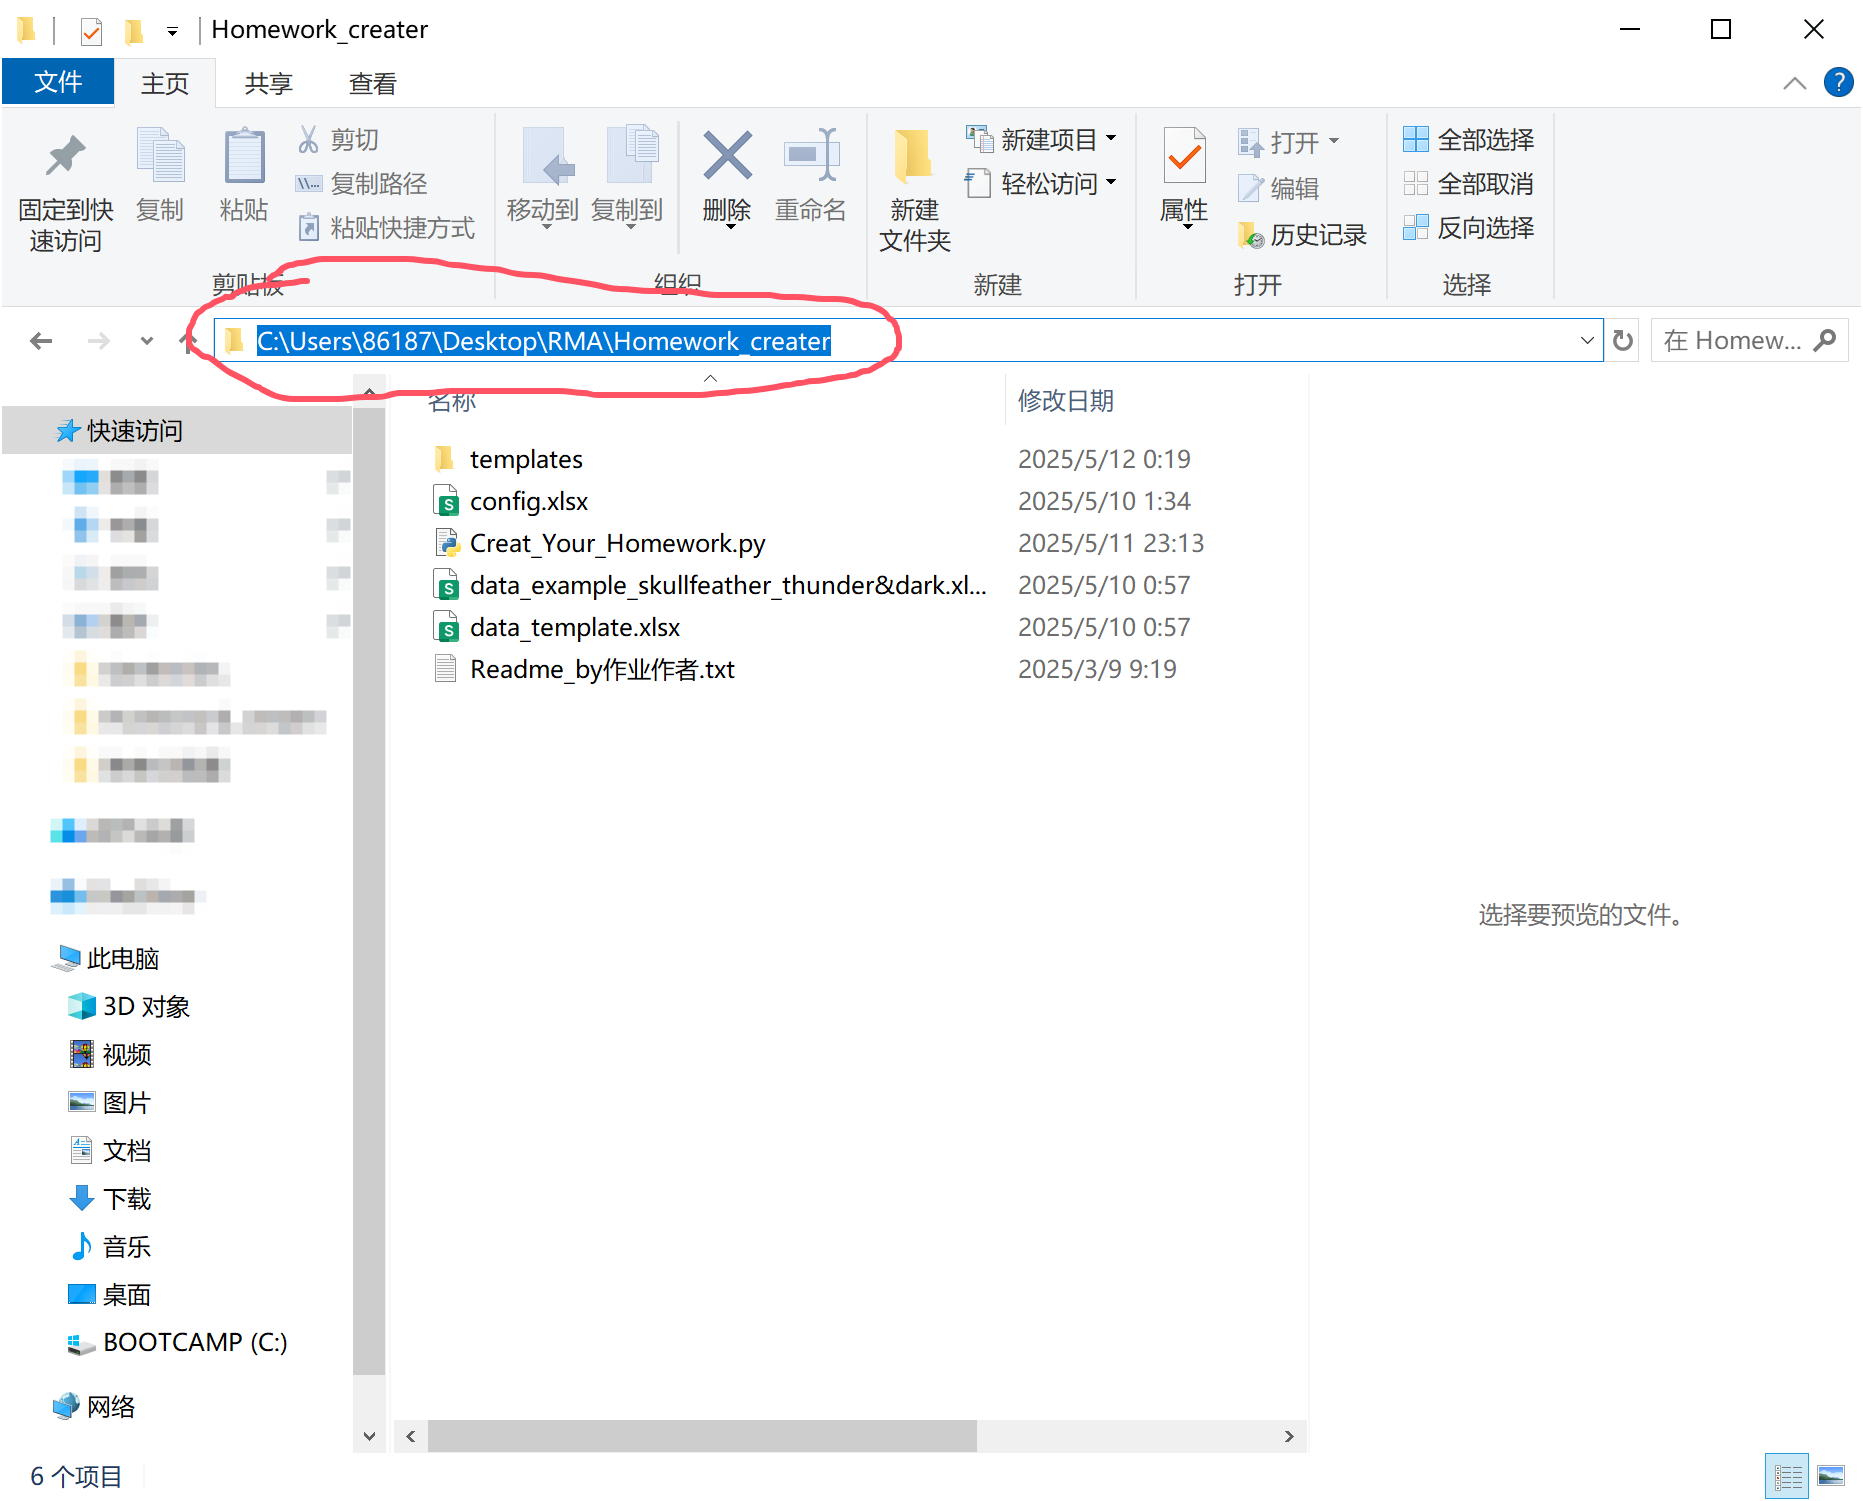 Homework_creater
文件 主页 共享 查看
固定到快速访问
复制
粘贴
剪切
复制路径
粘贴快捷方式
剪贴板
移动到
复制到
删除
重命名
组织
新建
文件夹
新建项目
轻松访问
新建
属性
打开
编辑
历史记录
打开
全部选择
全部取消
反向选择
选择
C:\Users\86187\Desktop\RMA\Homework_creater
在 Homew...
快速访问
此电脑
3D 对象
视频
图片
文档
下载
音乐
桌面
BOOTCAMP (C:)
网络
名称 修改日期
templates 2025/5/12 0:19
config.xlsx 2025/5/10 1:34
Creat_Your_Homework.py 2025/5/11 23:13
data_example_skullfeather_thunder&dark.xl... 2025/5/10 0:57
data_template.xlsx 2025/5/10 0:57
Readme_by作业作者.txt 2025/3/9 9:19
选择要预览的文件。
6 个项目